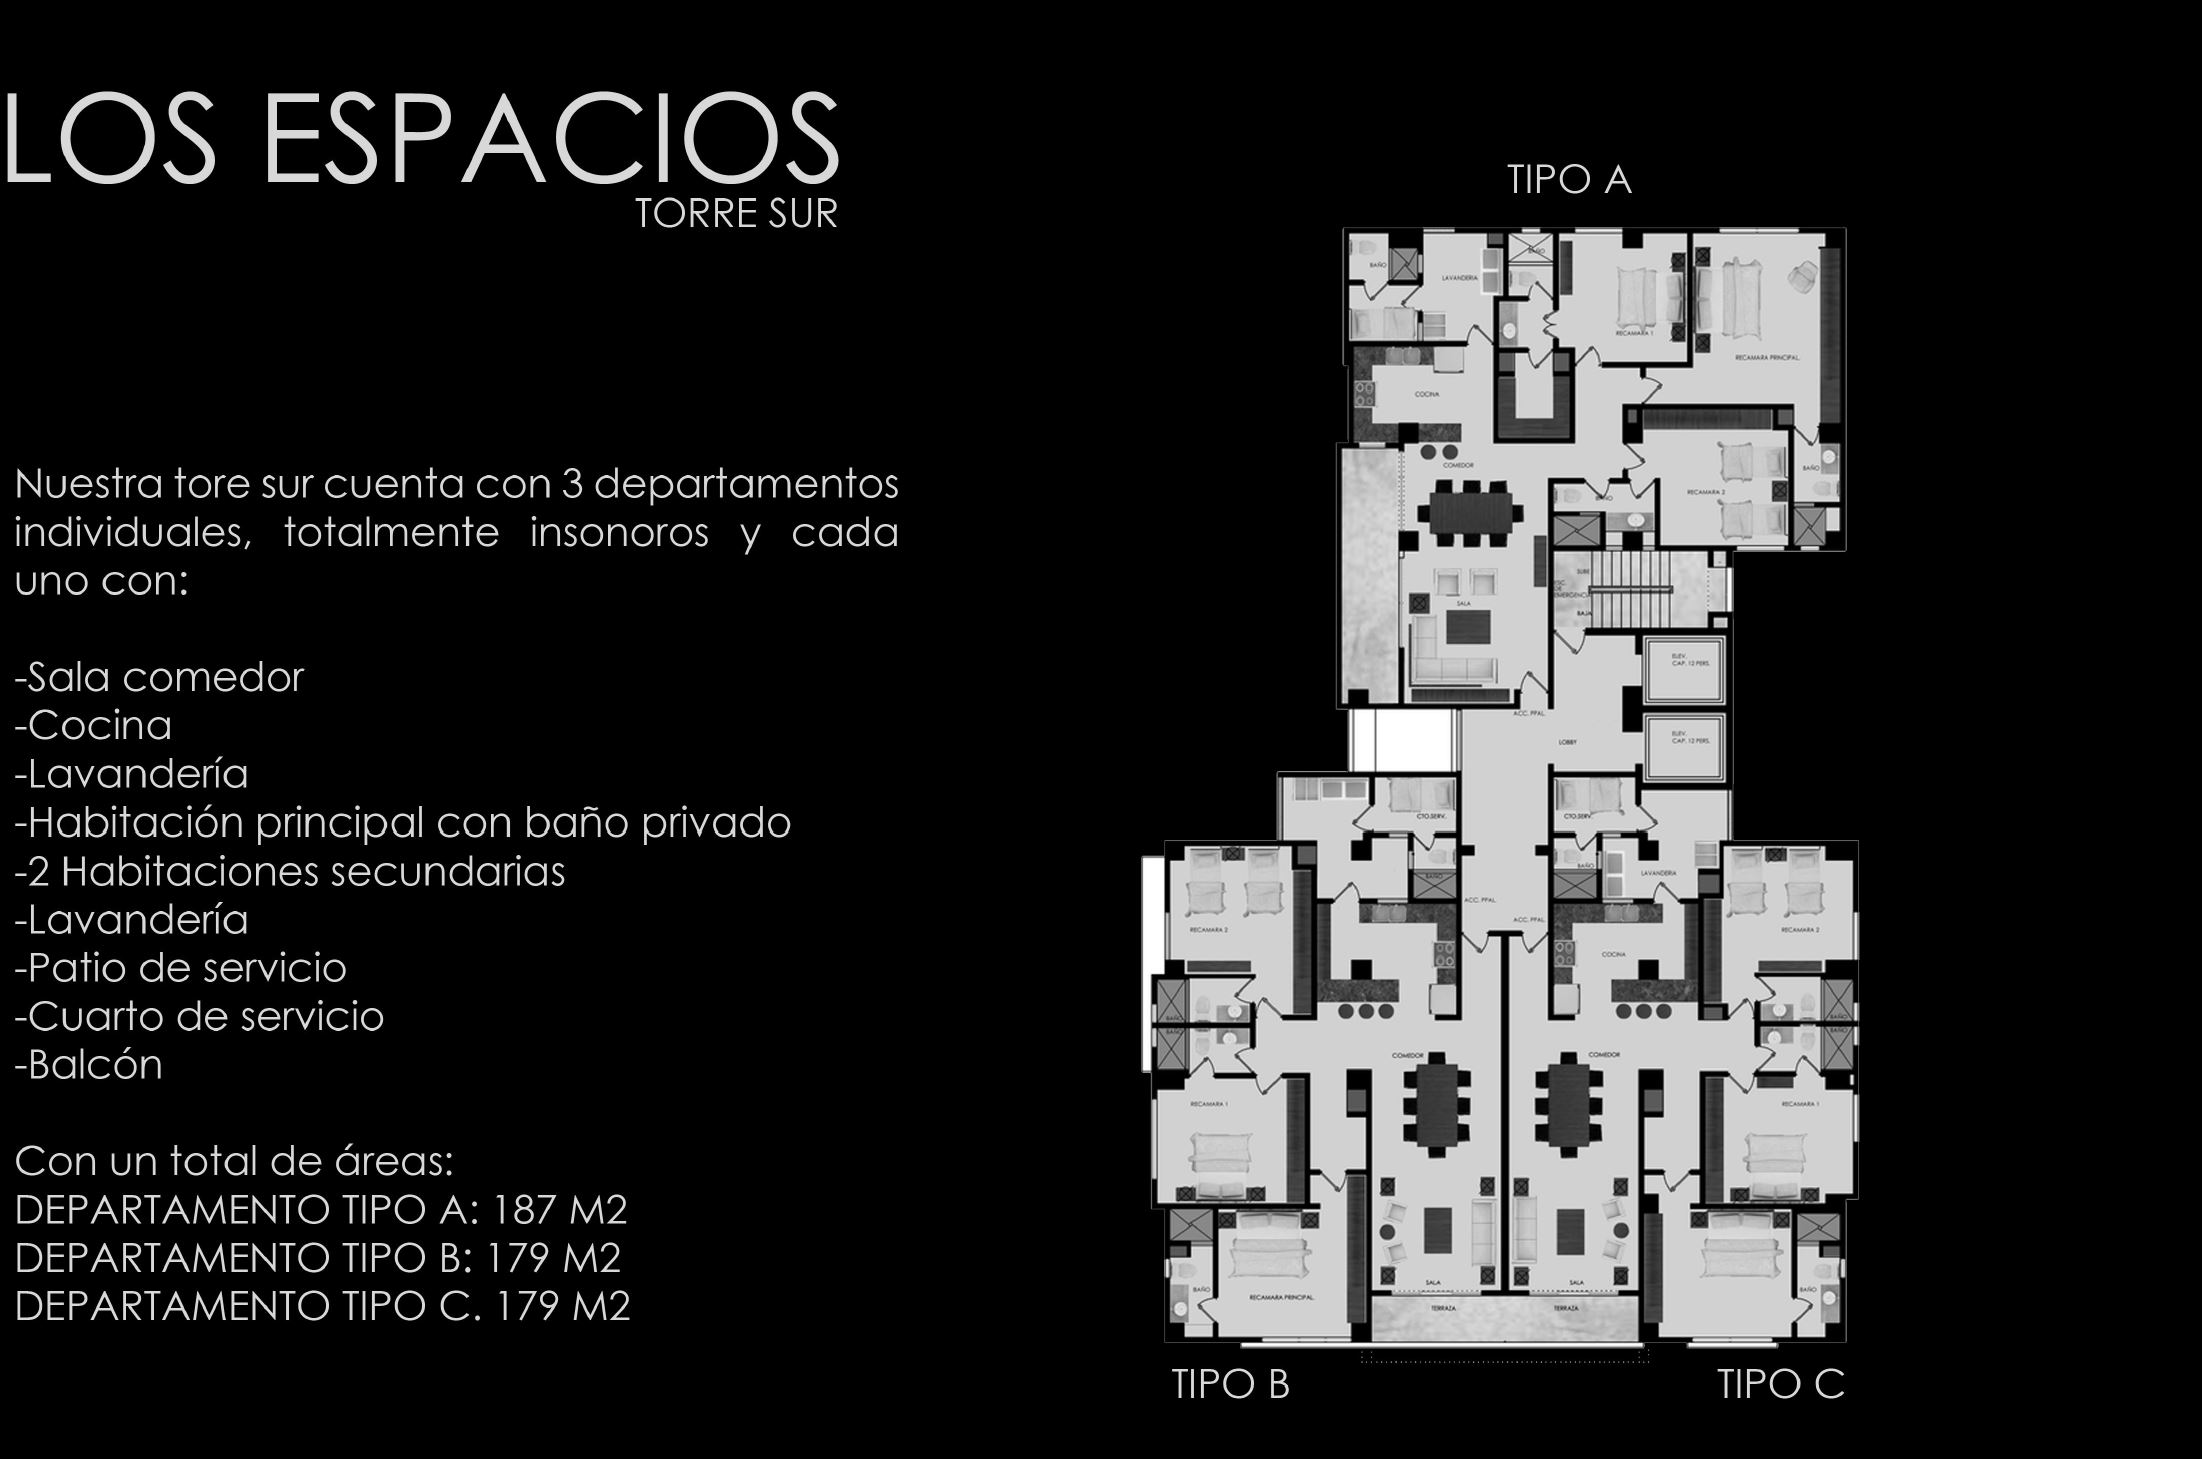 LOS ESPACIOS
TORRE SUR
Nuestra tore sur cuenta con 3 departamentos
individuales, totalmente insonoros y cada
uno con:
-Sala comedor
-Cocina
-Lavandería
-Habitación principal con baño privado
-2 Habitaciones secundarias
-Lavandería
-Patio de servicio
-Cuarto de servicio
-Balcón
Con un total de áreas:
DEPARTAMENTO TIPO A: 187 M2
DEPARTAMENTO TIPO B: 179 M2
DEPARTAMENTO TIPO C. 179 M2
TIPO A
BAÑO
LAVANDERIA
BAÑO
RECAMARA 1
RECAMARA PRINCIPAL.
COCINA
COMEDOR
RECAMARA 2
BAÑO
BAÑO
SUBE
ESC.
DE
EMERGENCIA
BAJA
SALA
ELEV.
CAP. 12 PERS.
ACC. PPAL.
LOBBY
ELEV.
CAP. 12 PERS.
CTO.SERV.
CTO.SERV.
BAÑO
BAÑO
LAVANDERIA
ACC. PPAL.
ACC. PPAL.
RECAMARA 2
COCINA
RECAMARA 2
BAÑO
BAÑO
BAÑO
BAÑO
COMEDOR
COMEDOR
RECAMARA 1
RECAMARA 1
SALA
SALA
BAÑO
RECAMARA PRINCIPAL.
BAÑO
TERRAZA
TERRAZA
TIPO B
TIPO C